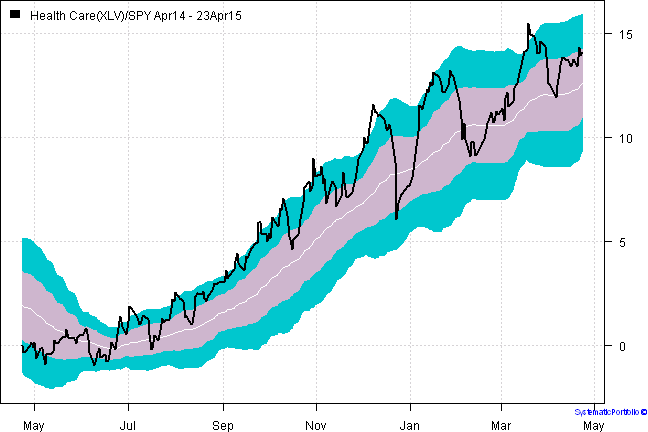 Health Care(XLV)/SPY Apr14 - 23Apr15
15
10
5
0
May Jul Sep Nov Jan Mar May
SystematicPortfolio ©